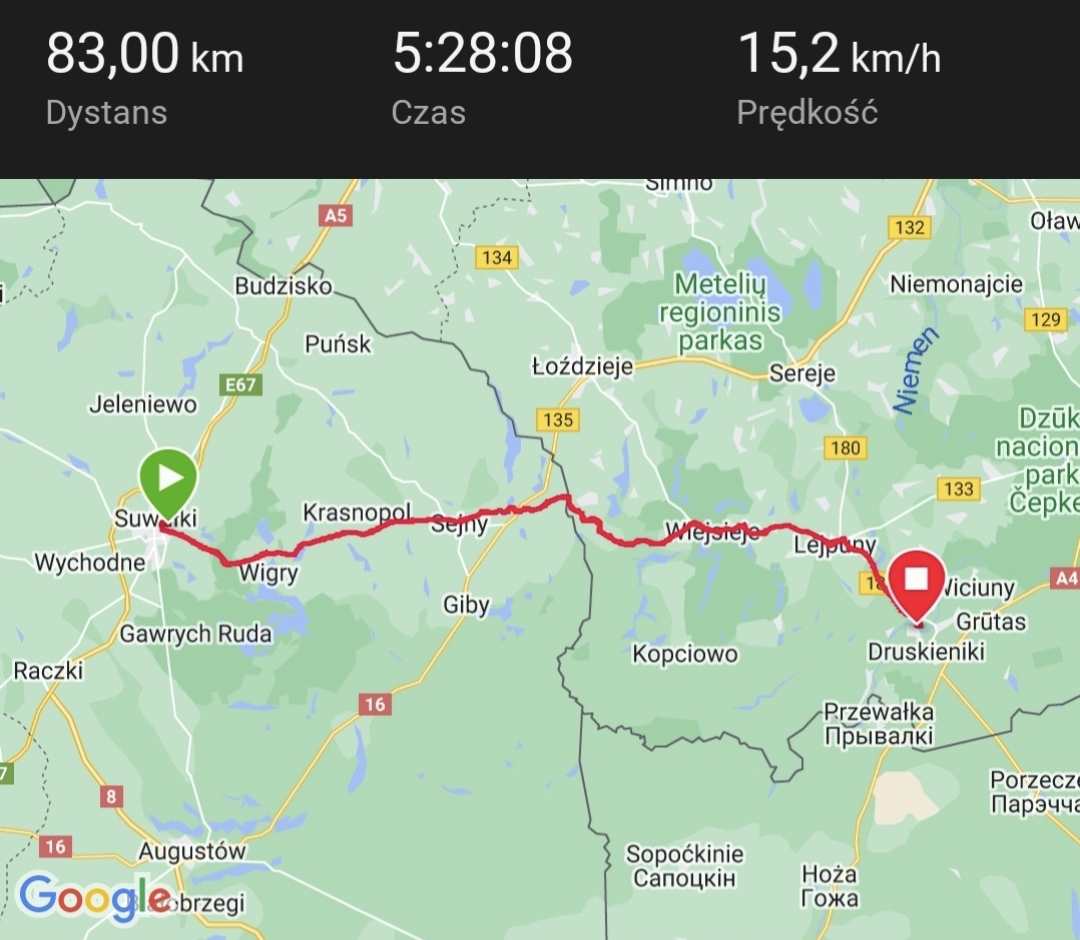 83,00 km
5:28:08
15,2 km/h
Dystans
Czas
Prędkość
Simno
A5
Oław
132
134
Budzisko
Metelių
regioninis
parkas
Niemonajcie
129
Puńsk
Niemen
Łoździeje
Sereje
E67
Jeleniewo
135
Dzūk
nacion
park
Čepke
180
133
Suwałki
Krasnopol
Sejny
Wiejsieje
Lejpuny
Wychodne
Wigry
18
Wiciuny
A4
Giby
Grūtas
Gawrych Ruda
Kopciowo
Druskieniki
Raczki
16
Przewałka
Прывалкі
7
8
Porzecze
Парэчча
16
Augustów
Sopoćkinie
Сапоцкін
Hoża
Гожа
Google
Białobrzegi